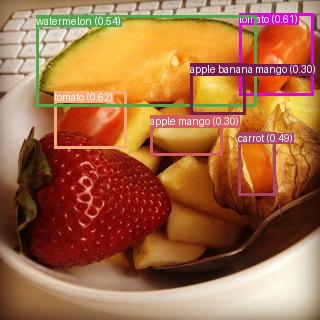 watermelon (0.54)
tomato (0.61)
apple banana mango (0.30)
tomato (0.62)
apple mango (0.30)
carrot (0.49)